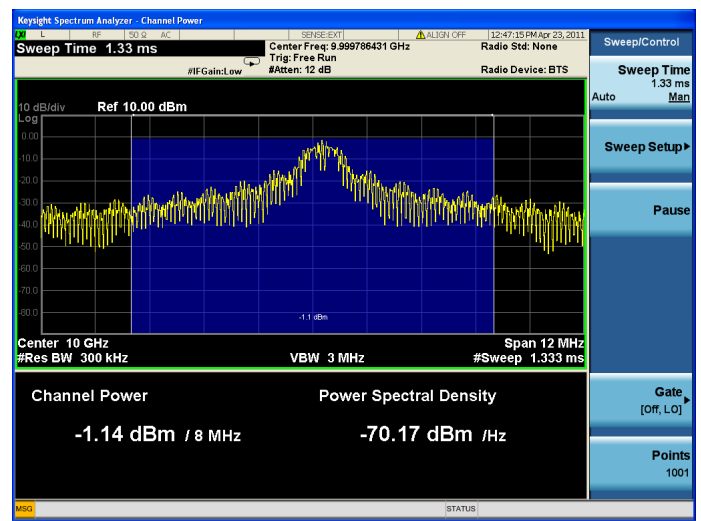 Keysight Spectrum Analyzer - Channel Power
LXI L RF 50 Ω AC SENSE:EXT ALIGN OFF 12:47:15 PM Apr 23, 2011
Sweep Time 1.33 ms
Center Freq: 9.999786431 GHz
Radio Std: None
Trig: Free Run
#IFGain:Low
#Atten: 12 dB
Radio Device: BTS
10 dB/div Ref 10.00 dBm
Log
0.00
-10.0
-20.0
-30.0
-40.0
-50.0
-60.0
-70.0
-80.0
-1.1 dBm
Center 10 GHz
Span 12 MHz
#Res BW 300 kHz
VBW 3 MHz
#Sweep 1.333 ms
Channel Power
Power Spectral Density
-1.14 dBm / 8 MHz
-70.17 dBm /Hz
MSG
STATUS
Sweep/Control
Sweep Time
1.33 ms
Auto Man
Sweep Setup
Pause
Gate
[Off, LO]
Points
1001